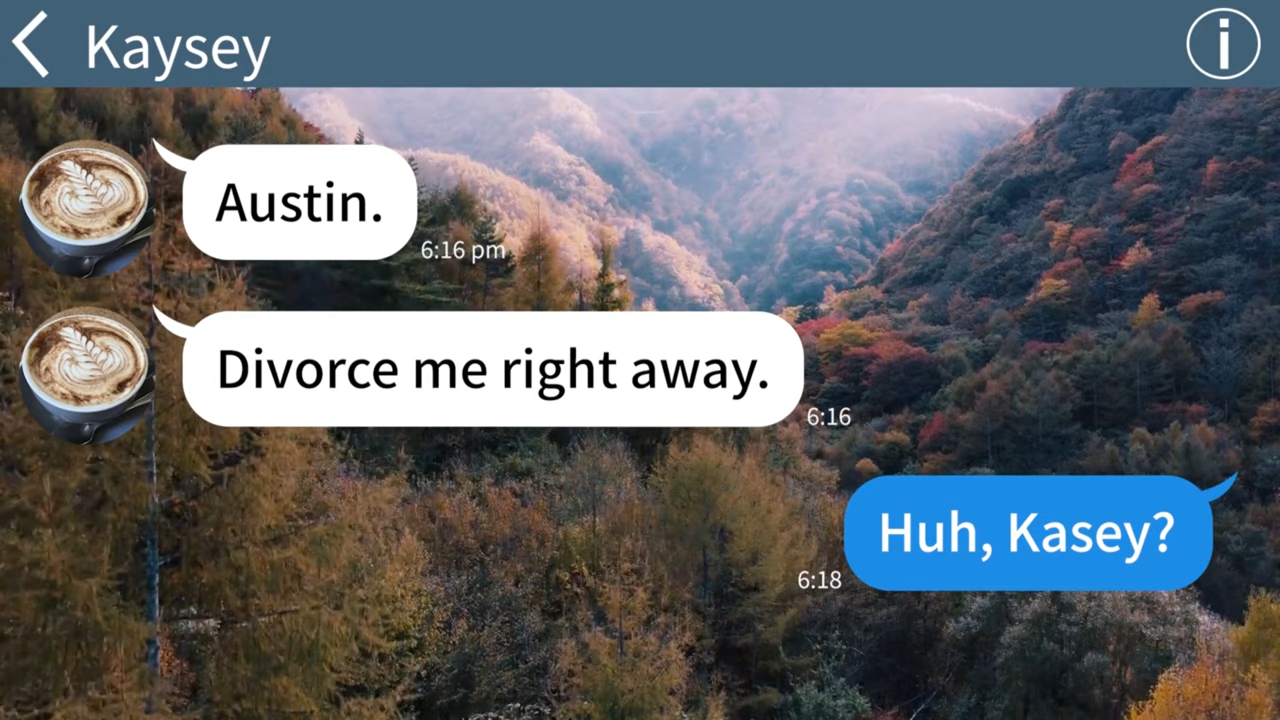 Kaysey
Austin.
6:16 pm
Divorce me right away.
6:16
Huh, Kasey?
6:18